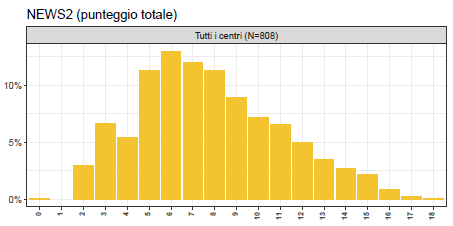 NEWS2 (punteggio totale)
Tutti i centri (N=808)
10%
5%
0%
0 1 2 3 4 5 6 7 8 9 10 11 12 13 14 15 16 17 18